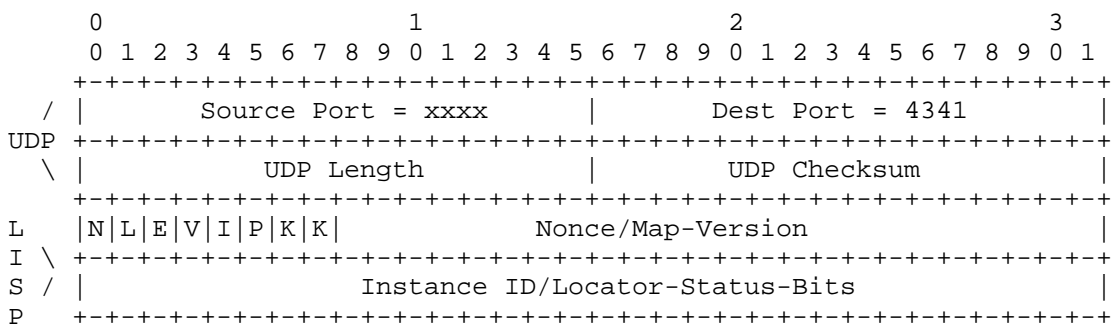 0                   1                   2                   3
      0 1 2 3 4 5 6 7 8 9 0 1 2 3 4 5 6 7 8 9 0 1 2 3 4 5 6 7 8 9 0 1
     +-+-+-+-+-+-+-+-+-+-+-+-+-+-+-+-+-+-+-+-+-+-+-+-+-+-+-+-+-+-+-+-+
   / |       Source Port = xxxx      |       Dest Port = 4341        |
UDP  +-+-+-+-+-+-+-+-+-+-+-+-+-+-+-+-+-+-+-+-+-+-+-+-+-+-+-+-+-+-+-+-+
   \ |           UDP Length          |        UDP Checksum           |
     +-+-+-+-+-+-+-+-+-+-+-+-+-+-+-+-+-+-+-+-+-+-+-+-+-+-+-+-+-+-+-+-+
L    |N|L|E|V|I|P|K|K|            Nonce/Map-Version                  |
I \  +-+-+-+-+-+-+-+-+-+-+-+-+-+-+-+-+-+-+-+-+-+-+-+-+-+-+-+-+-+-+-+-+
S /  |                 Instance ID/Locator-Status-Bits               |
P    +-+-+-+-+-+-+-+-+-+-+-+-+-+-+-+-+-+-+-+-+-+-+-+-+-+-+-+-+-+-+-+-+